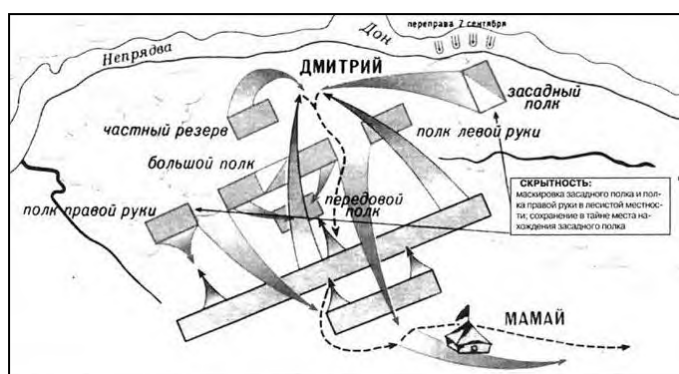 Непрядва
Дон
переправа 7 сентября
ДМИТРИЙ
засадный
полк
частный резерв
полк левой руки
большой полк
передовой
полк
полк правой руки
СКРЫТНОСТЬ:
маскировка засадного полка и пол-
ка правой руки в лесистой местнос-
ти; сохранение в тайне места на-
хождения засадного полка
МАМАЙ